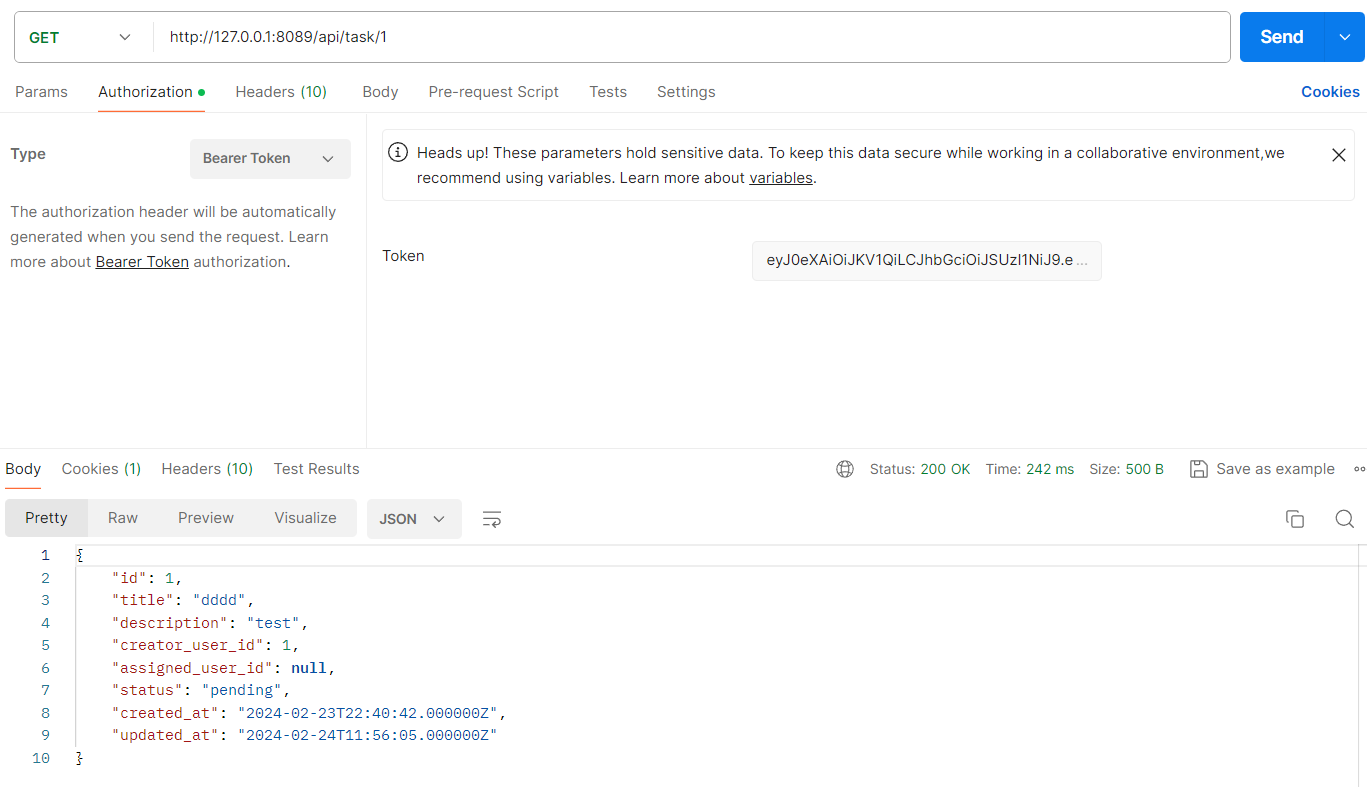 GET http://127.0.0.1:8089/api/task/1 Send
Params Authorization Headers (10) Body Pre-request Script Tests Settings Cookies
Type Bearer Token
The authorization header will be automatically
generated when you send the request. Learn
more about Bearer Token authorization.
Heads up! These parameters hold sensitive data. To keep this data secure while working in a collaborative environment,we
recommend using variables. Learn more about variables.
Token eyJ0eXAiOiJKV1QiLCJhbGciOiJSUzI1NiJ9.e ...
Body Cookies (1) Headers (10) Test Results Status: 200 OK Time: 242 ms Size: 500 B Save as example
Pretty Raw Preview Visualize JSON
1 {
2 "id": 1,
3 "title": "dddd",
4 "description": "test",
5 "creator_user_id": 1,
6 "assigned_user_id": null,
7 "status": "pending",
8 "created_at": "2024-02-23T22:40:42.000000Z",
9 "updated_at": "2024-02-24T11:56:05.000000Z"
10 }